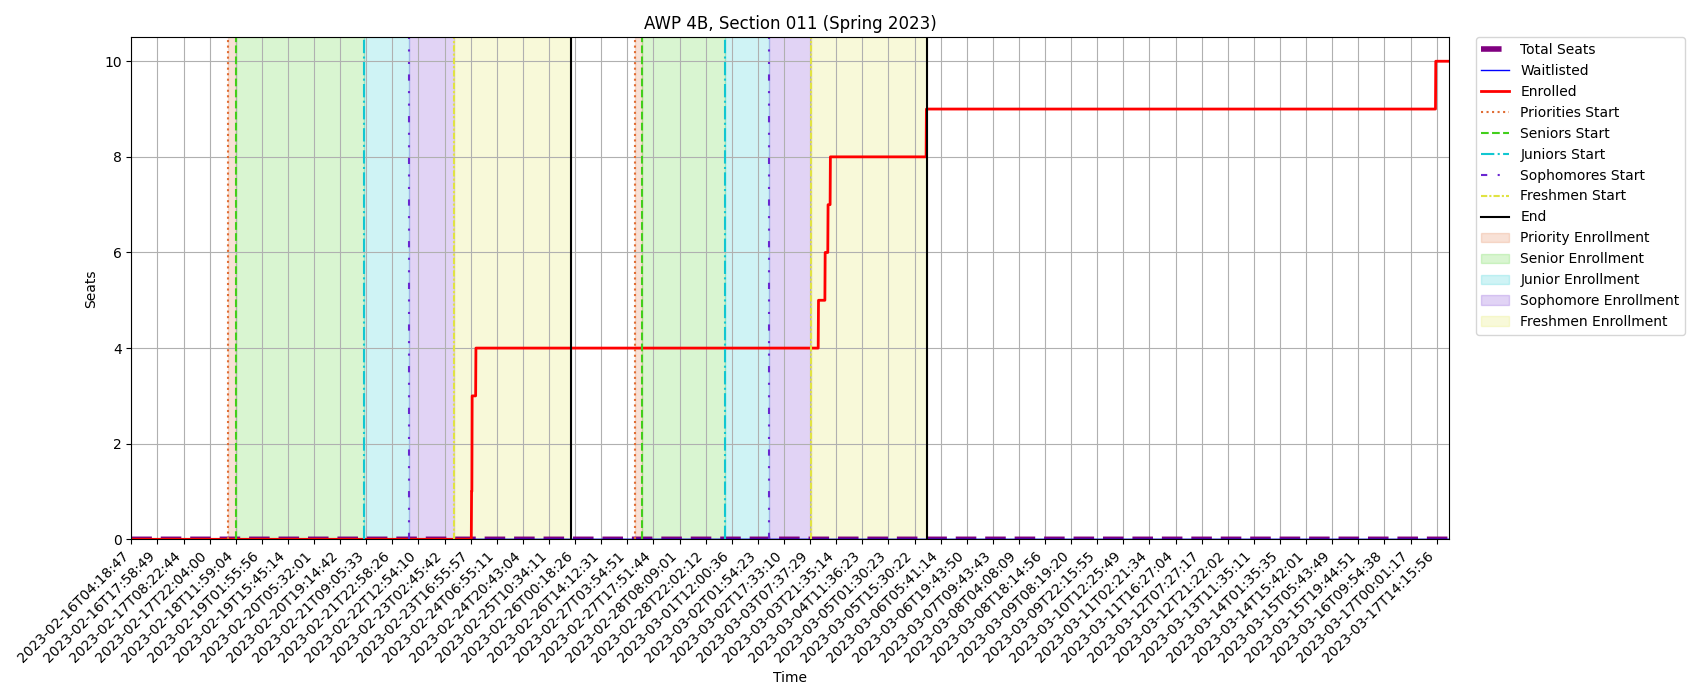 AWP 4B, Section 011 (Spring 2023)
10
8
6
4
2
0
Seats
2023-02-16T04:18:47
2023-02-16T17:58:49
2023-02-17T08:22:44
2023-02-17T22:04:00
2023-02-18T11:59:04
2023-02-19T01:55:56
2023-02-19T15:45:14
2023-02-20T05:32:01
2023-02-20T19:14:42
2023-02-21T09:05:33
2023-02-21T22:58:26
2023-02-22T12:54:10
2023-02-23T02:45:42
2023-02-23T16:55:57
2023-02-24T06:55:11
2023-02-24T20:43:04
2023-02-25T10:34:11
2023-02-26T00:18:26
2023-02-26T14:12:31
2023-02-27T03:54:51
2023-02-27T17:51:44
2023-02-28T08:09:01
2023-02-28T22:02:12
2023-03-01T12:00:36
2023-03-02T01:54:23
2023-03-02T17:33:10
2023-03-03T07:37:29
2023-03-03T21:35:14
2023-03-04T11:36:23
2023-03-05T01:30:23
2023-03-05T15:30:22
2023-03-06T05:41:14
2023-03-06T19:43:50
2023-03-07T09:43:43
2023-03-08T04:08:09
2023-03-08T18:14:56
2023-03-09T08:19:20
2023-03-09T22:15:55
2023-03-10T12:25:49
2023-03-11T02:21:34
2023-03-11T16:27:04
2023-03-12T07:27:17
2023-03-12T21:22:02
2023-03-13T11:35:11
2023-03-14T01:35:35
2023-03-14T15:42:01
2023-03-15T05:43:49
2023-03-15T19:44:51
2023-03-16T09:54:38
2023-03-17T00:01:17
2023-03-17T14:15:56
Time
Total Seats
Waitlisted
Enrolled
Priorities Start
Seniors Start
Juniors Start
Sophomores Start
Freshmen Start
End
Priority Enrollment
Senior Enrollment
Junior Enrollment
Sophomore Enrollment
Freshmen Enrollment